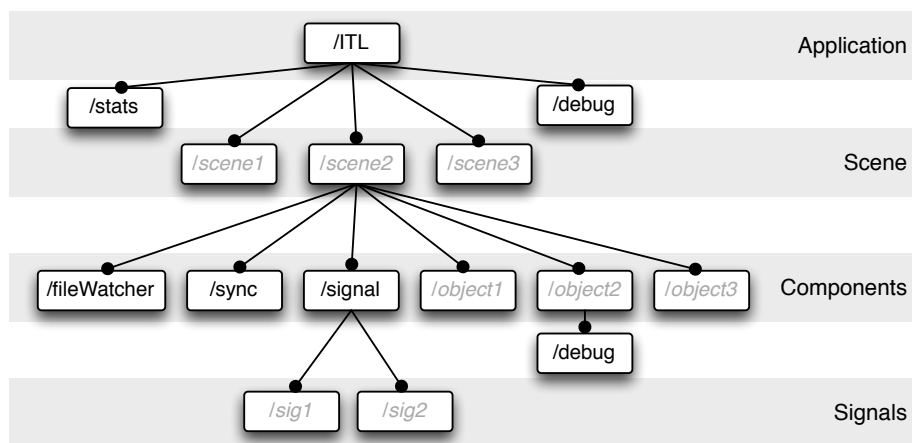 /ITL
Application
/stats
/debug
/scene1
/scene2
/scene3
Scene
/fileWatcher
/sync
/signal
/object1
/object2
/object3
Components
/debug
/sig1
/sig2
Signals